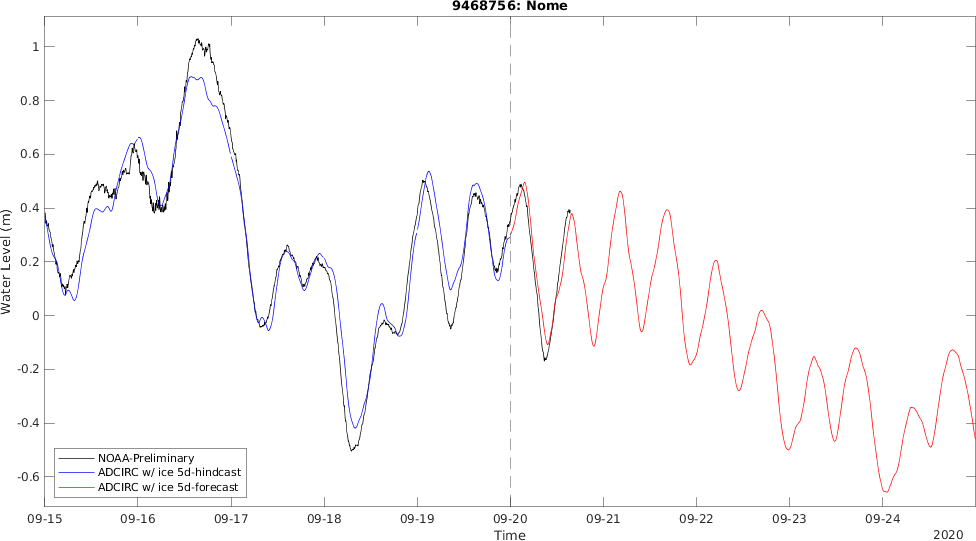 9468756: Nome
1
0.8
0.6
0.4
0.2
0
-0.2
-0.4
-0.6
Water Level (m)
NOAA-Preliminary
ADCIRC w/ ice 5d-hindcast
ADCIRC w/ ice 5d-forecast
09-15 09-16 09-17 09-18 09-19 09-20 09-21 09-22 09-23 09-24
Time
2020